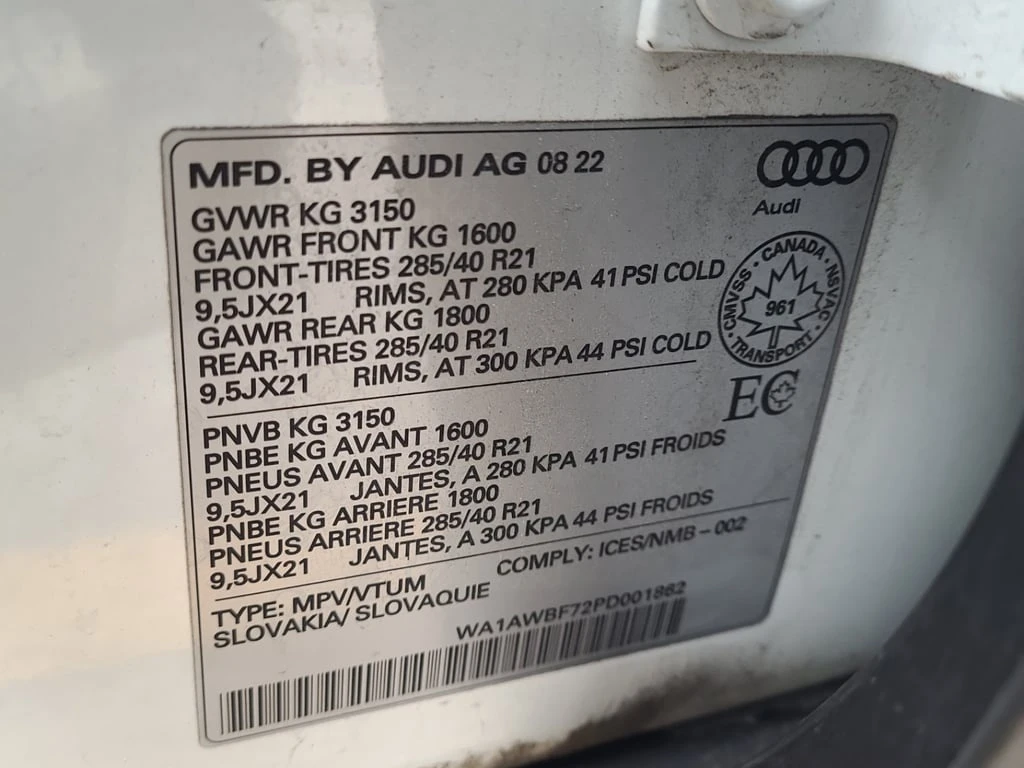 MFD. BY AUDI AG 08 22
Audi
GVWR KG 3150
GAWR FRONT KG 1600
FRONT-TIRES 285/40 R21
9,5JX21 RIMS, AT 280 KPA 41 PSI COLD
GAWR REAR KG 1800
REAR-TIRES 285/40 R21
9,5JX21 RIMS, AT 300 KPA 44 PSI COLD
CMVSS · CANADA · NSVAC · TRANSPORT ·
961
EC
PNVB KG 3150
PNBE KG AVANT 1600
PNEUS AVANT 285/40 R21
9,5JX21 JANTES, A 280 KPA 41 PSI FROIDS
PNBE KG ARRIERE 1800
PNEUS ARRIERE 285/40 R21
9,5JX21 JANTES, A 300 KPA 44 PSI FROIDS
TYPE: MPV/VTUM COMPLY: ICES/NMB-002
SLOVAKIA/ SLOVAQUIE
WA1AWBF72PD001862